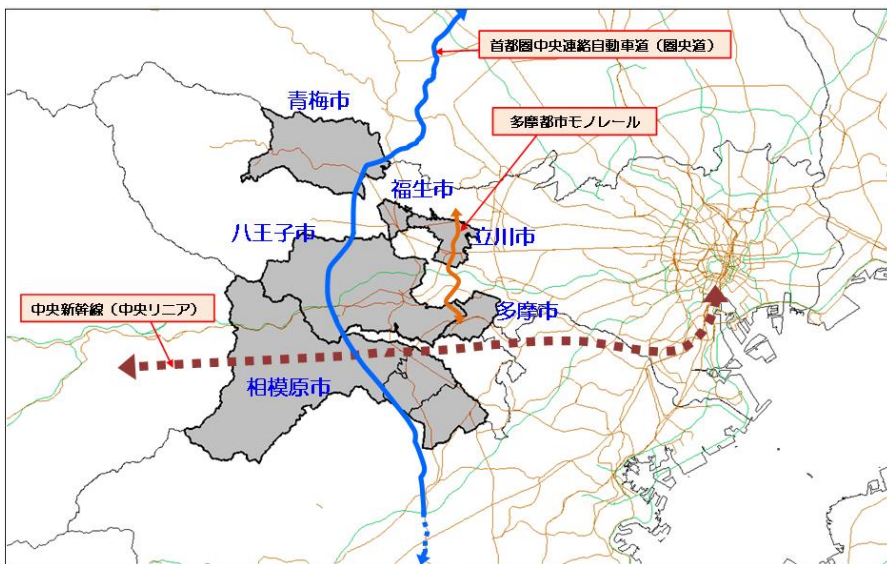 首都圏中央連絡自動車道（圏央道）
青梅市
多摩都市モノレール
福生市
八王子市
立川市
中央新幹線（中央リニア）
多摩市
相模原市